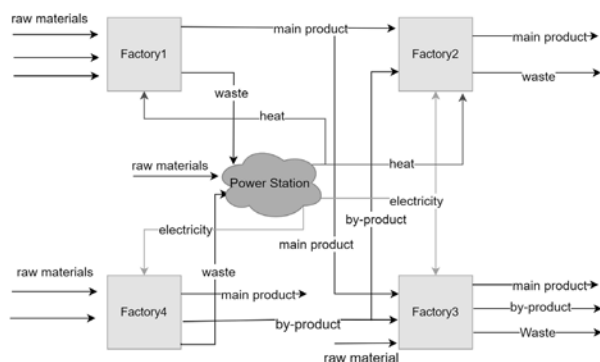 raw materials
main product
main product
Factory1
Factory2
waste
waste
heat
raw materials
heat
Power Station
electricity
by-product
electricity
main product
waste
raw materials
main product
main product
by-product
Factory4
by-product
Factory3
Waste
raw material